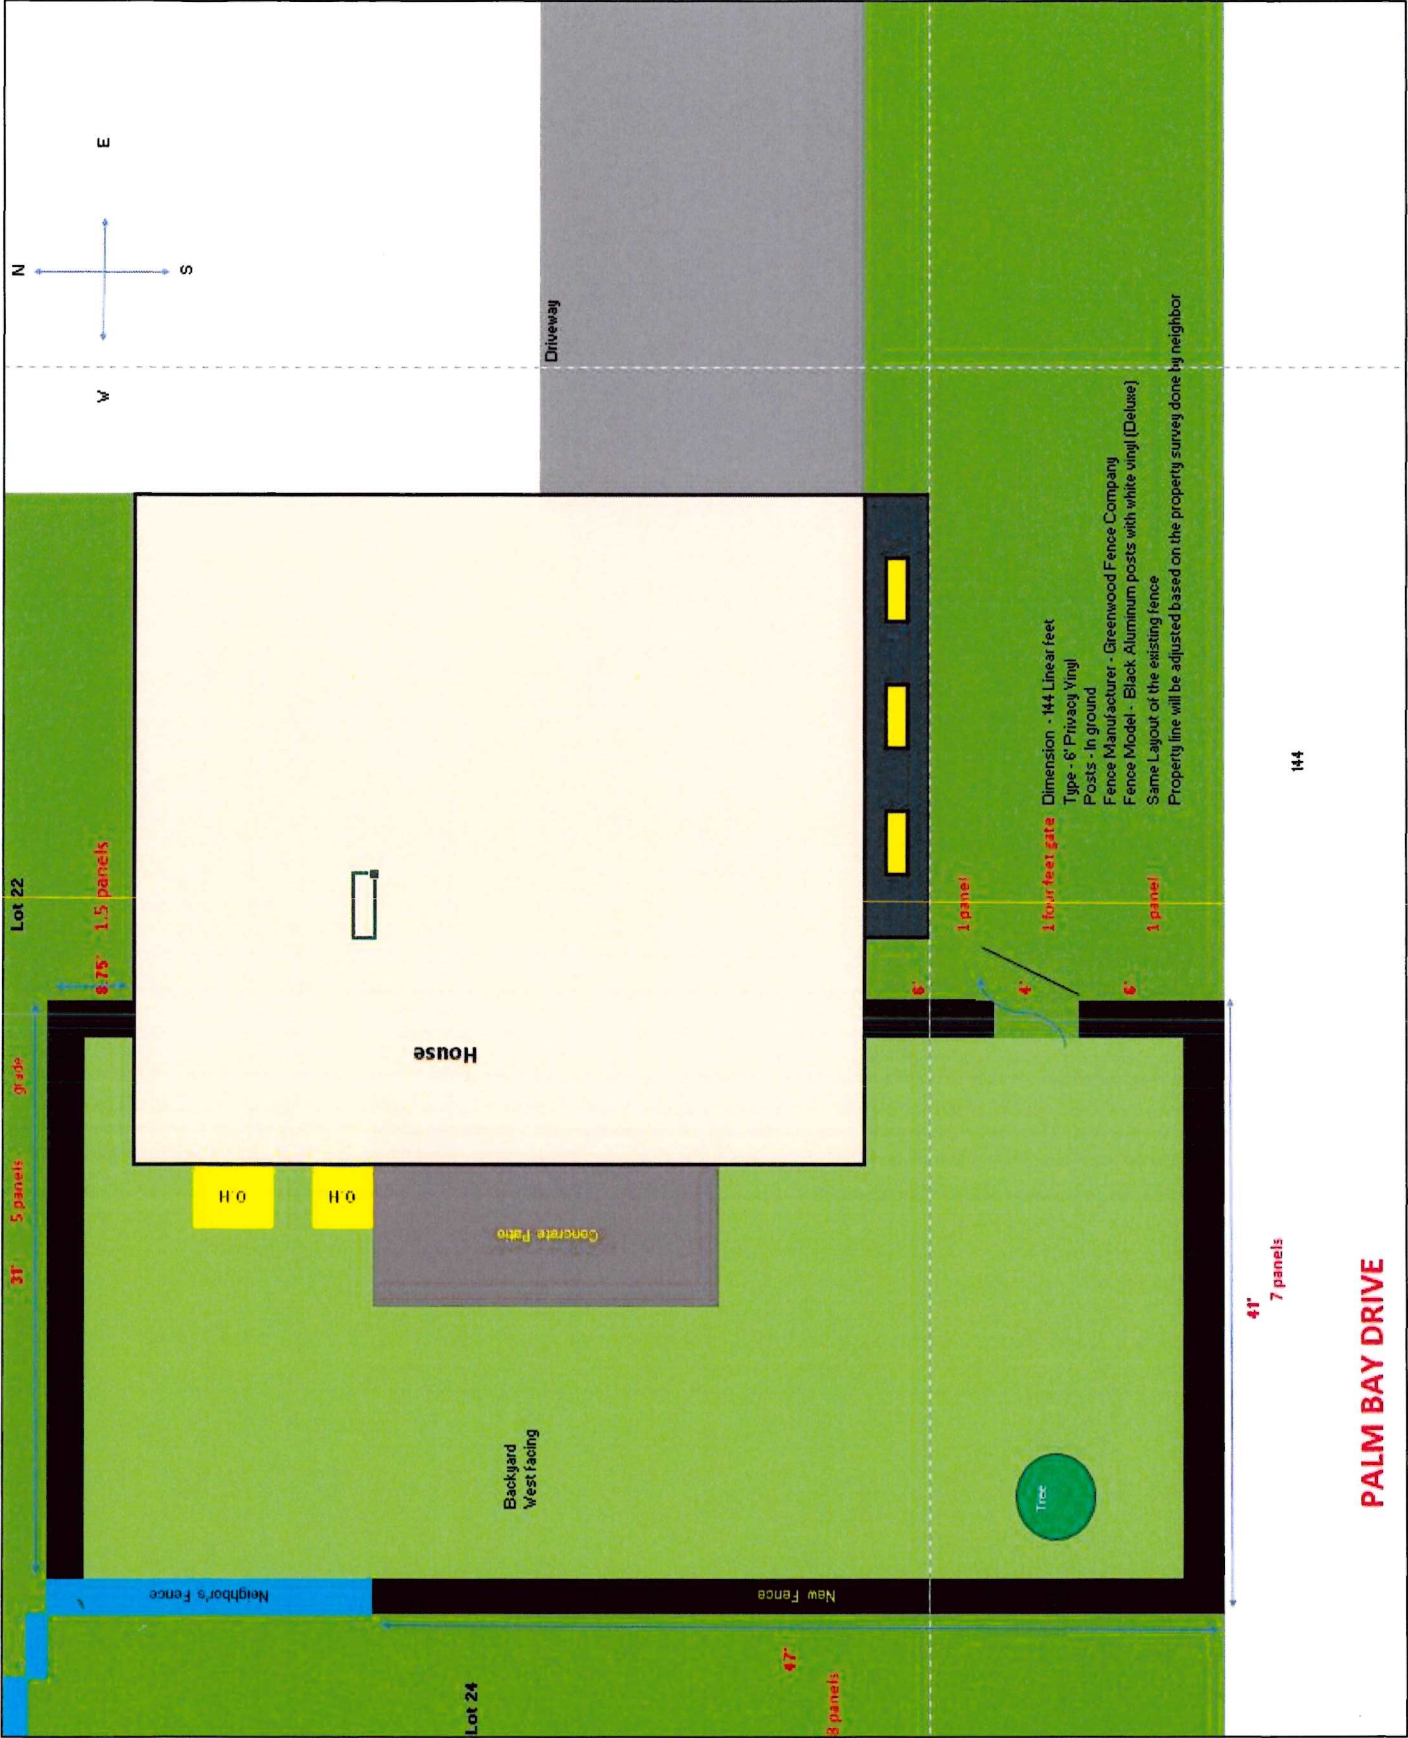 N
E
S
W
Driveway
Lot 22
8.75' 1.5 panels
31' 5 panels grade
House
O.H
O.H
Concrete Patio
Backyard
West facing
Tree
Neighbor's Fence
New Fence
Lot 24
47'
8 panels
6'
1 panel
4'
1 four feet gate
6'
1 panel
Dimension - 144 Linear feet
Type - 6' Privacy Vinyl
Posts - In ground
Fence Manufacturer - Greenwood Fence Company
Fence Model - Black Aluminum posts with white vinyl (Deluxe)
Same Layout of the existing fence
Property line will be adjusted based on the property survey done by neighbor
144
41'
7 panels
PALM BAY DRIVE